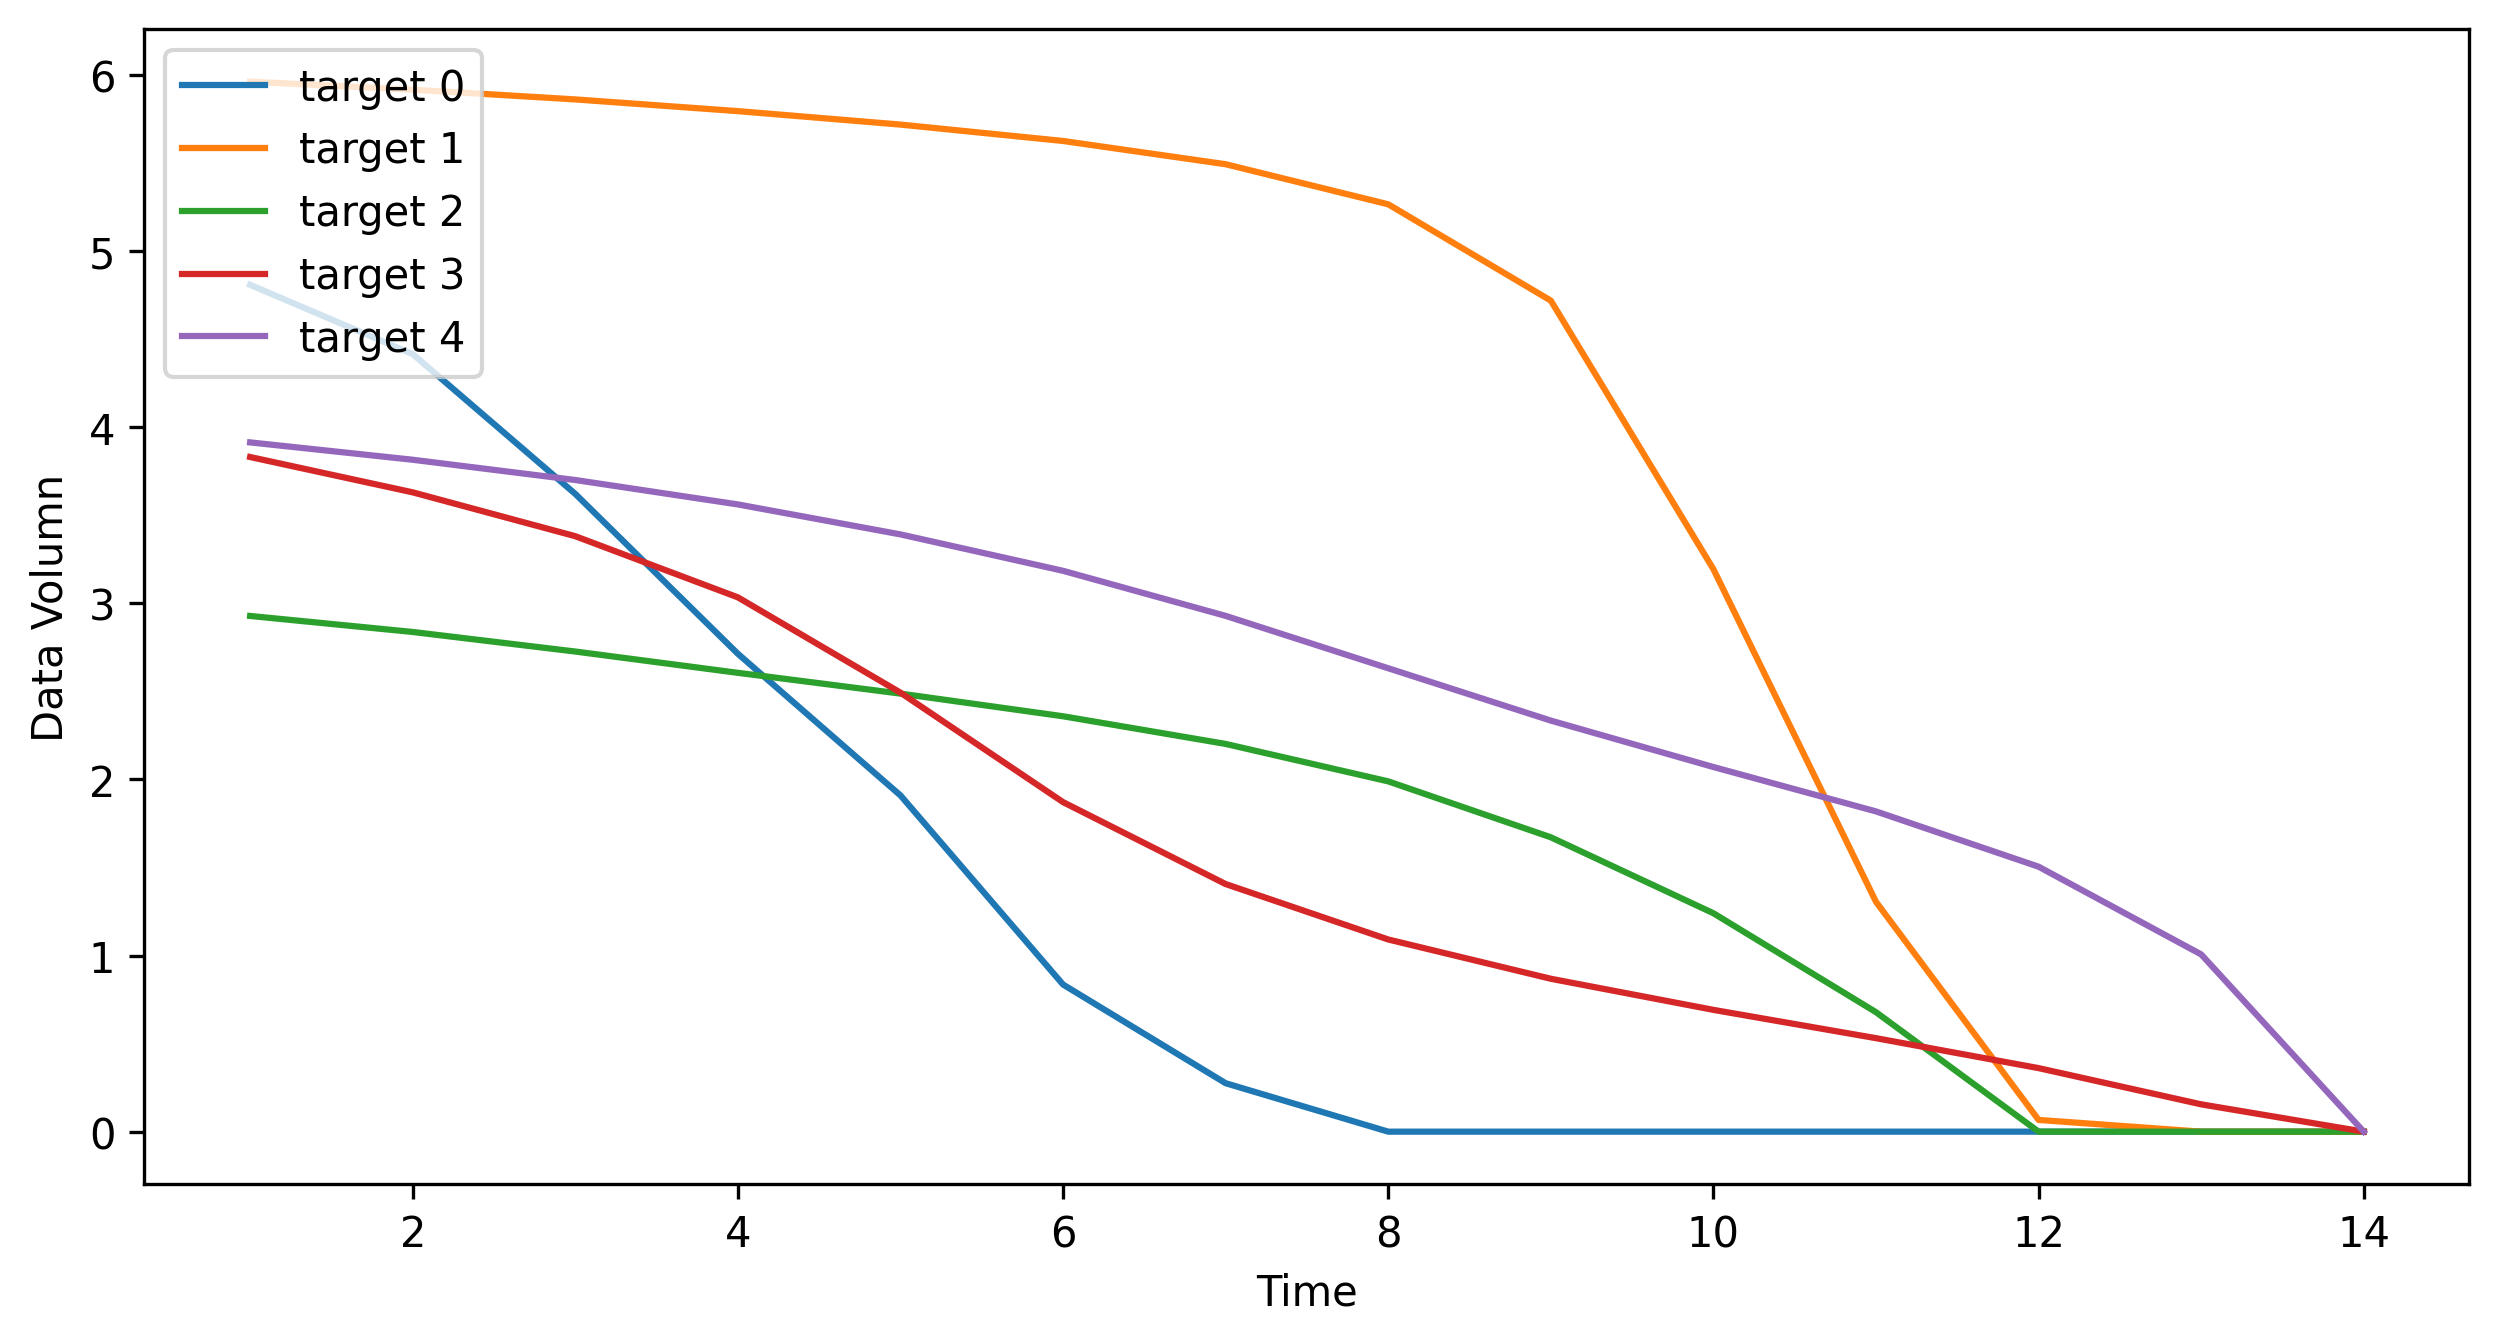 target 0
target 1
target 2
target 3
target 4
6
5
4
3
2
1
0
Data Volumn
2 4 6 8 10 12 14
Time